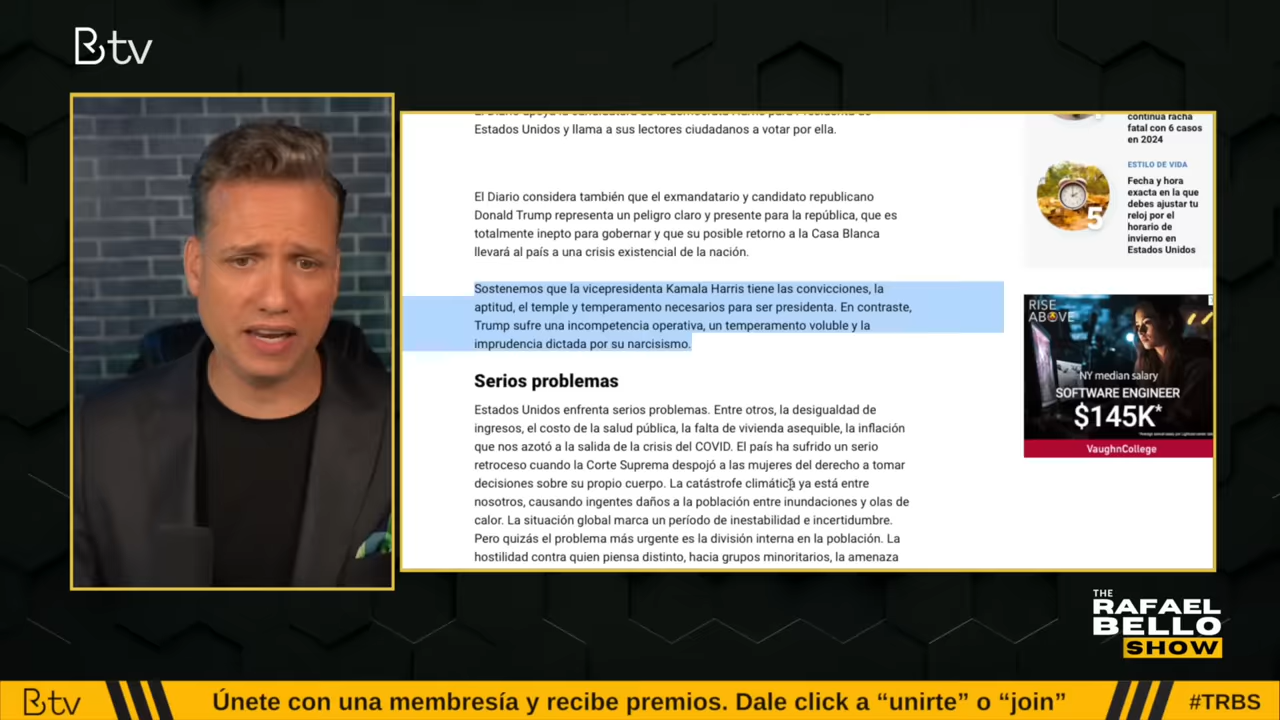 Btv
El Diario apoya la candidatura de la demócrata Harris para Presidenta de
Estados Unidos y llama a sus lectores ciudadanos a votar por ella.
El Diario considera también que el exmandatario y candidato republicano
Donald Trump representa un peligro claro y presente para la república, que es
totalmente inepto para gobernar y que su posible retorno a la Casa Blanca
llevará al país a una crisis existencial de la nación.
Sostenemos que la vicepresidenta Kamala Harris tiene las convicciones, la
aptitud, el temple y temperamento necesarios para ser presidenta. En contraste,
Trump sufre una incompetencia operativa, un temperamento voluble y la
imprudencia dictada por su narcisismo.
Serios problemas
Estados Unidos enfrenta serios problemas. Entre otros, la desigualdad de
ingresos, el costo de la salud pública, la falta de vivienda asequible, la inflación
que nos azotó a la salida de la crisis del COVID. El país ha sufrido un serio
retroceso cuando la Corte Suprema despojó a las mujeres del derecho a tomar
decisiones sobre su propio cuerpo. La catástrofe climática ya está entre
nosotros, causando ingentes daños a la población entre inundaciones y olas de
calor. La situación global marca un período de inestabilidad e incertidumbre.
Pero quizás el problema más urgente es la división interna en la población. La
hostilidad contra quien piensa distinto, hacia grupos minoritarios, la amenaza
continúa racha
fatal con 6 casos
en 2024
ESTILO DE VIDA
Fecha y hora
exacta en la que
debes ajustar tu
reloj por el
horario de
invierno en
Estados Unidos
5
RISE
ABOVE
NY median salary
SOFTWARE ENGINEER
$145K*
VaughnCollege
THE
RAFAEL
BELLO
SHOW
Btv
Únete con una membresía y recibe premios. Dale click a “unirte” o “join”
#TRBS